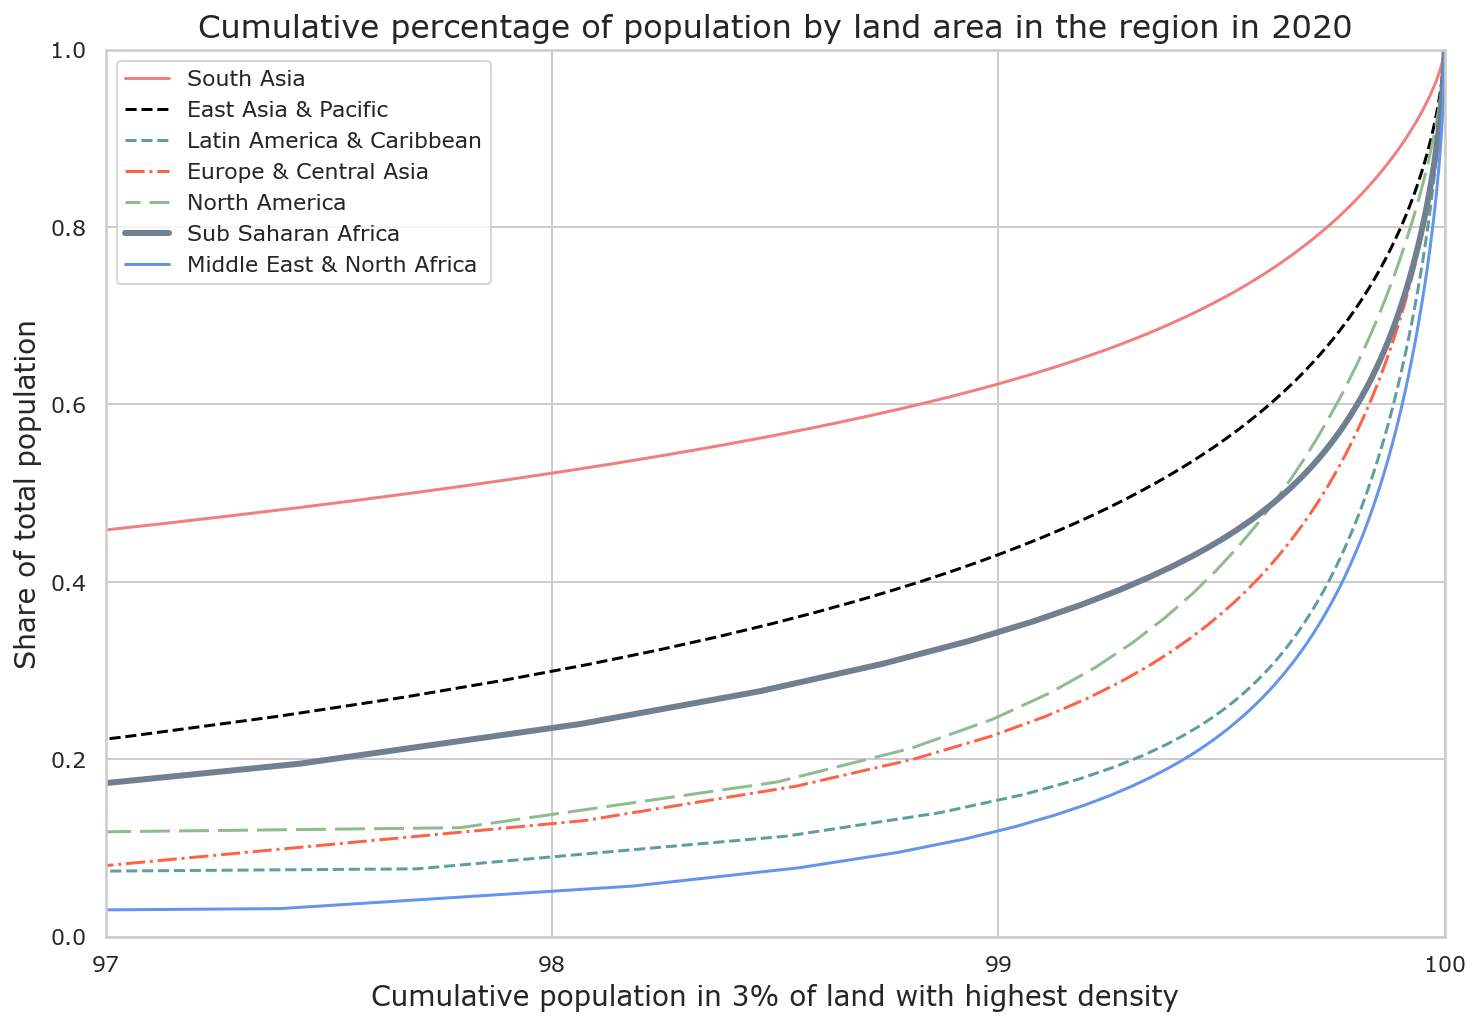 Cumulative percentage of population by land area in the region in 2020
1.0
South Asia
East Asia & Pacific
Latin America & Caribbean
Europe & Central Asia
North America
Sub Saharan Africa
Middle East & North Africa
0.8
0.6
0.4
0.2
0.0
Share of total population
97 98 99 100
Cumulative population in 3% of land with highest density